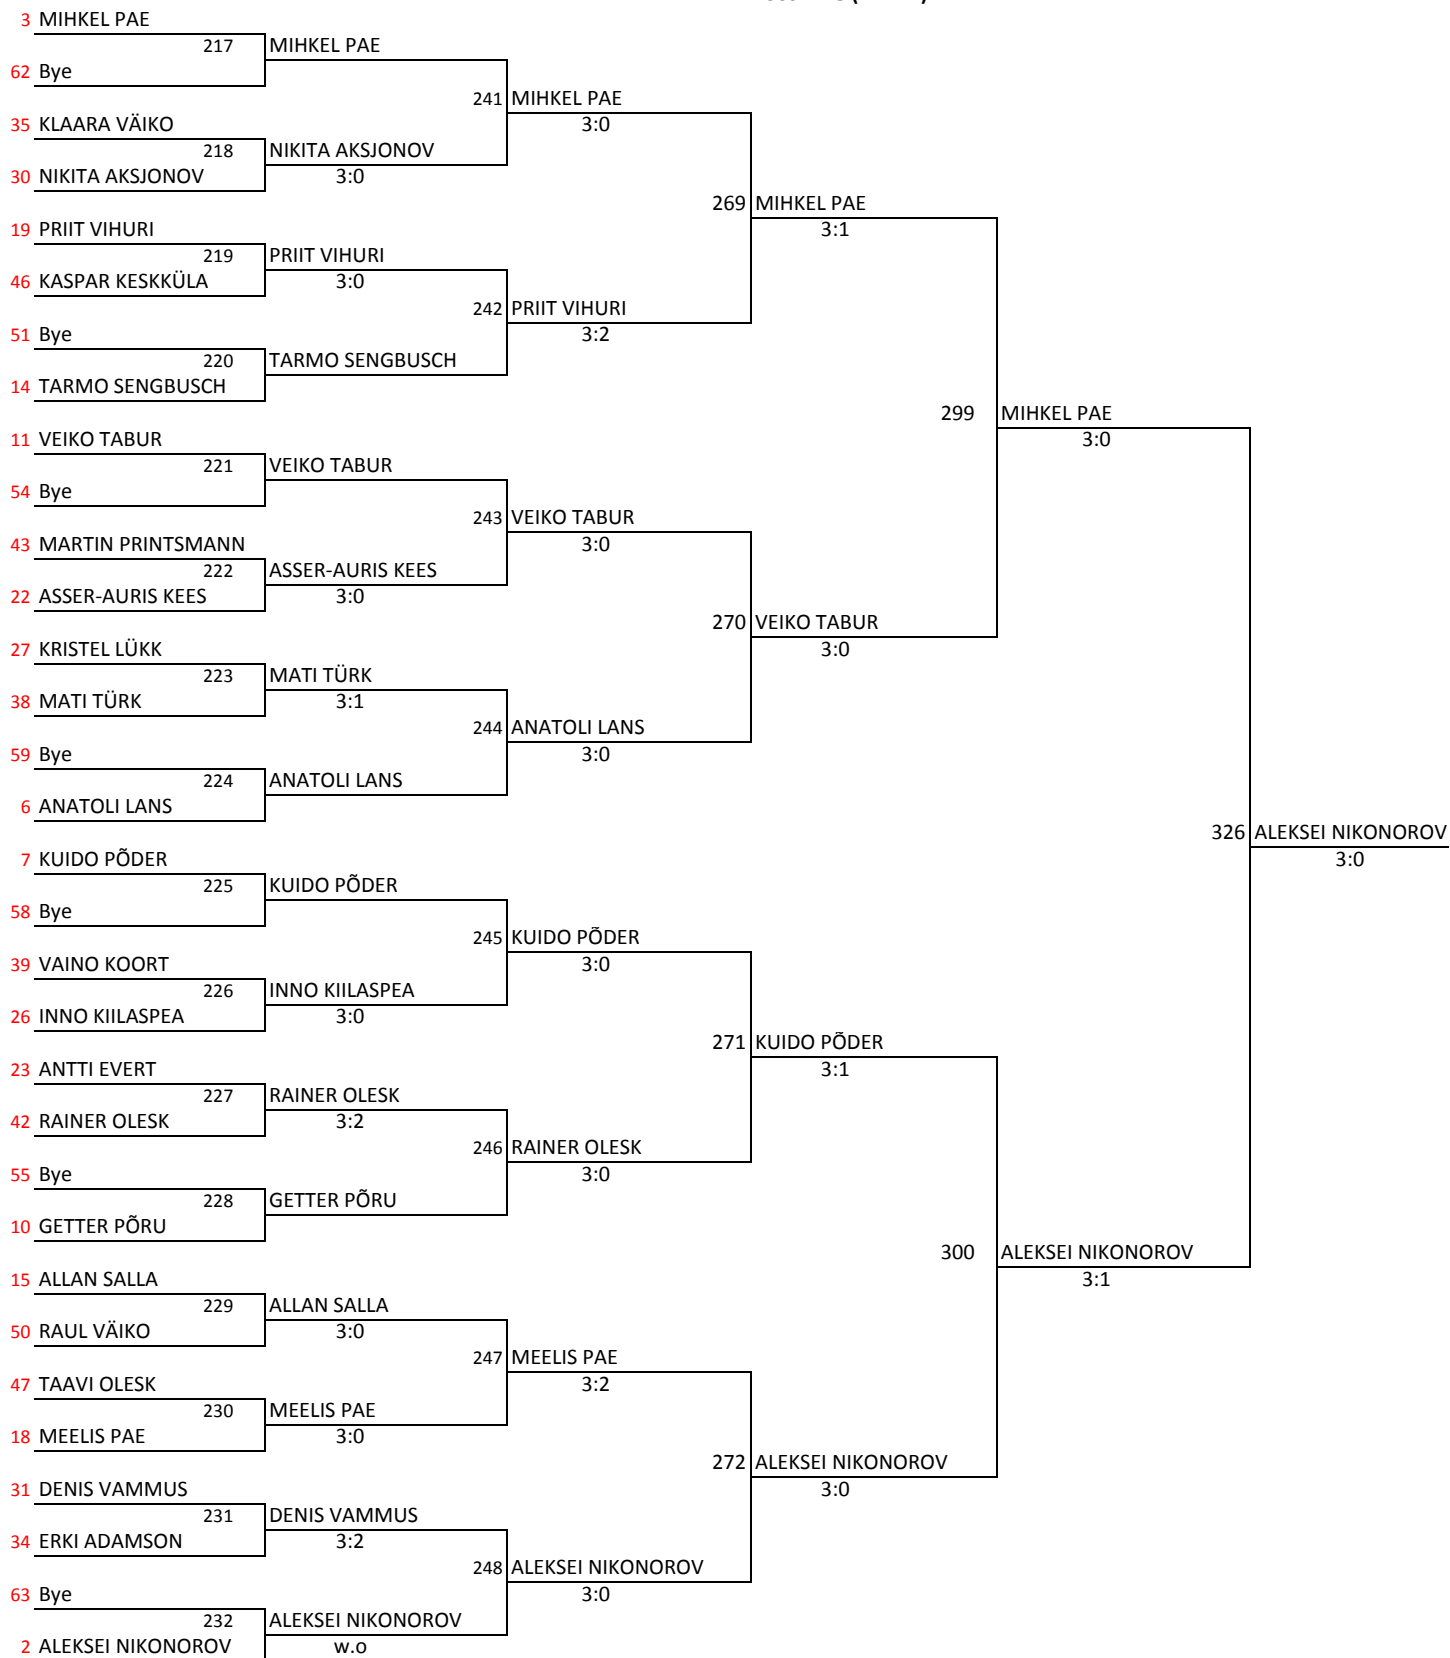 3 MIHKEL PAE
217 MIHKEL PAE
62 Bye
241 MIHKEL PAE
3:0
35 KLAARA VÄIKO
218 NIKITA AKSJONOV
30 NIKITA AKSJONOV 3:0
269 MIHKEL PAE
3:1
19 PRIIT VIHURI
219 PRIIT VIHURI
46 KASPAR KESKKÜLA 3:0
242 PRIIT VIHURI
3:2
51 Bye
220 TARMO SENGBUSCH
14 TARMO SENGBUSCH
299 MIHKEL PAE
3:0
11 VEIKO TABUR
221 VEIKO TABUR
54 Bye
243 VEIKO TABUR
3:0
43 MARTIN PRINTSMANN
222 ASSER-AURIS KEES
22 ASSER-AURIS KEES 3:0
270 VEIKO TABUR
3:0
27 KRISTEL LÜKK
223 MATI TÜRK
38 MATI TÜRK 3:1
244 ANATOLI LANS
3:0
59 Bye
224 ANATOLI LANS
6 ANATOLI LANS
326 ALEKSEI NIKONOROV
3:0
7 KUIDO PÕDER
225 KUIDO PÕDER
58 Bye
245 KUIDO PÕDER
3:0
39 VAINO KOORT
226 INNO KIILASPEA
26 INNO KIILASPEA 3:0
271 KUIDO PÕDER
3:1
23 ANTTI EVERT
227 RAINER OLESK
42 RAINER OLESK 3:2
246 RAINER OLESK
3:0
55 Bye
228 GETTER PÕRU
10 GETTER PÕRU
300 ALEKSEI NIKONOROV
3:1
15 ALLAN SALLA
229 ALLAN SALLA
50 RAUL VÄIKO 3:0
247 MEELIS PAE
3:2
47 TAAVI OLESK
230 MEELIS PAE
18 MEELIS PAE 3:0
272 ALEKSEI NIKONOROV
3:0
31 DENIS VAMMUS
231 DENIS VAMMUS
34 ERKI ADAMSON 3:2
248 ALEKSEI NIKONOROV
3:0
63 Bye
232 ALEKSEI NIKONOROV
2 ALEKSEI NIKONOROV w.o